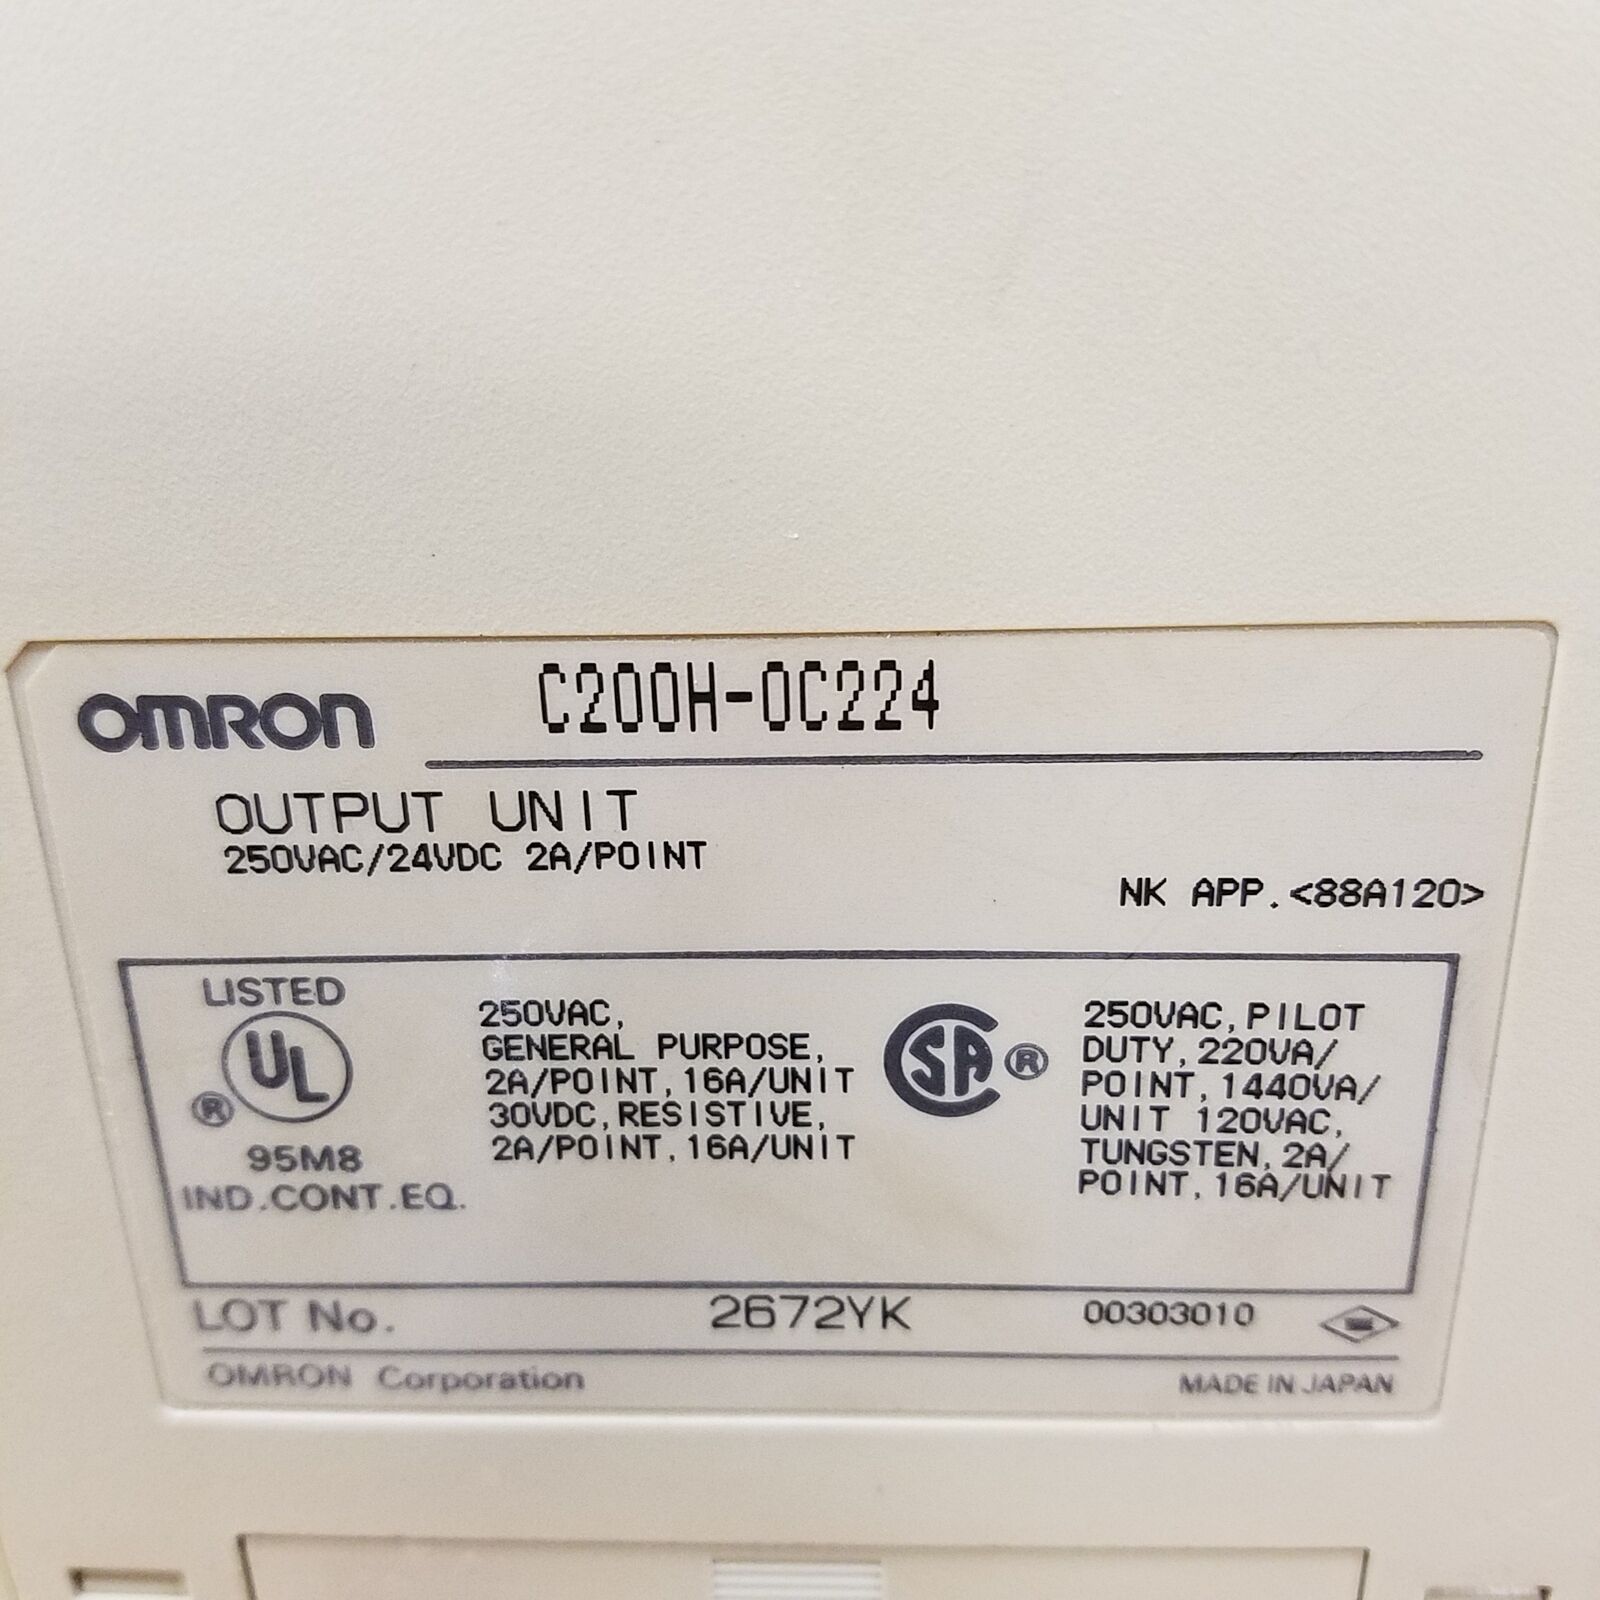 OMRON C200H-OC224
OUTPUT UNIT
250VAC/24VDC 2A/POINT
NK APP.<88A120>
LISTED
UL
®
95M8
IND.CONT.EQ.
250VAC,
GENERAL PURPOSE,
2A/POINT,16A/UNIT
30VDC,RESISTIVE,
2A/POINT,16A/UNIT
CSA ®
250VAC,PILOT
DUTY,220VA/
POINT,1440VA/
UNIT 120VAC,
TUNGSTEN,2A/
POINT,16A/UNIT
LOT No. 2672YK 00303010
OMRON Corporation MADE IN JAPAN